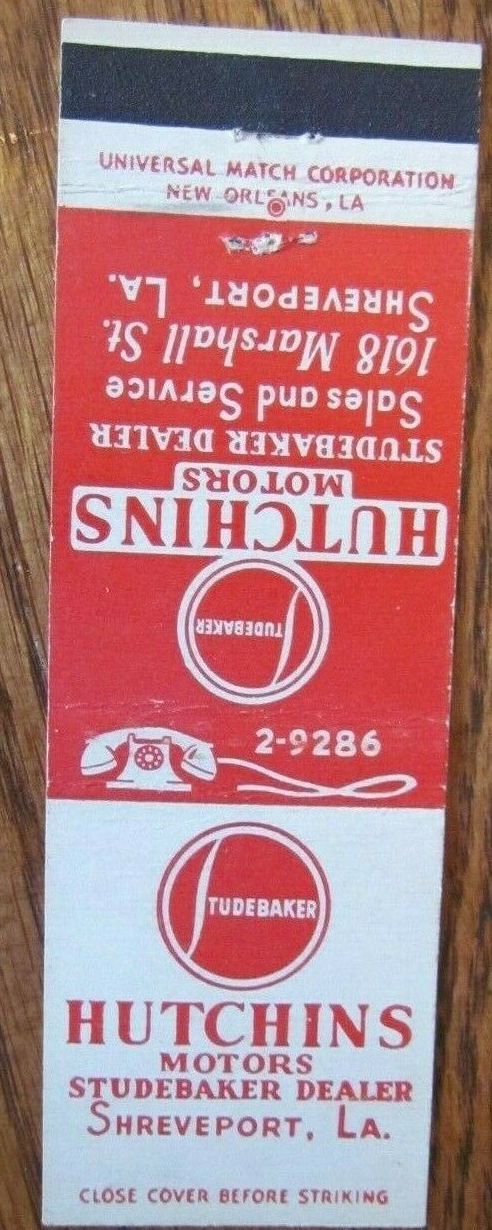 UNIVERSAL MATCH CORPORATION
NEW ORLEANS, LA
HUTCHINS
MOTORS
STUDEBAKER DEALER
Sales and Service
1618 Marshall St.
SHREVEPORT, LA.
STUDEBAKER
2-9286
STUDEBAKER
HUTCHINS
MOTORS
STUDEBAKER DEALER
SHREVEPORT, LA.
CLOSE COVER BEFORE STRIKING